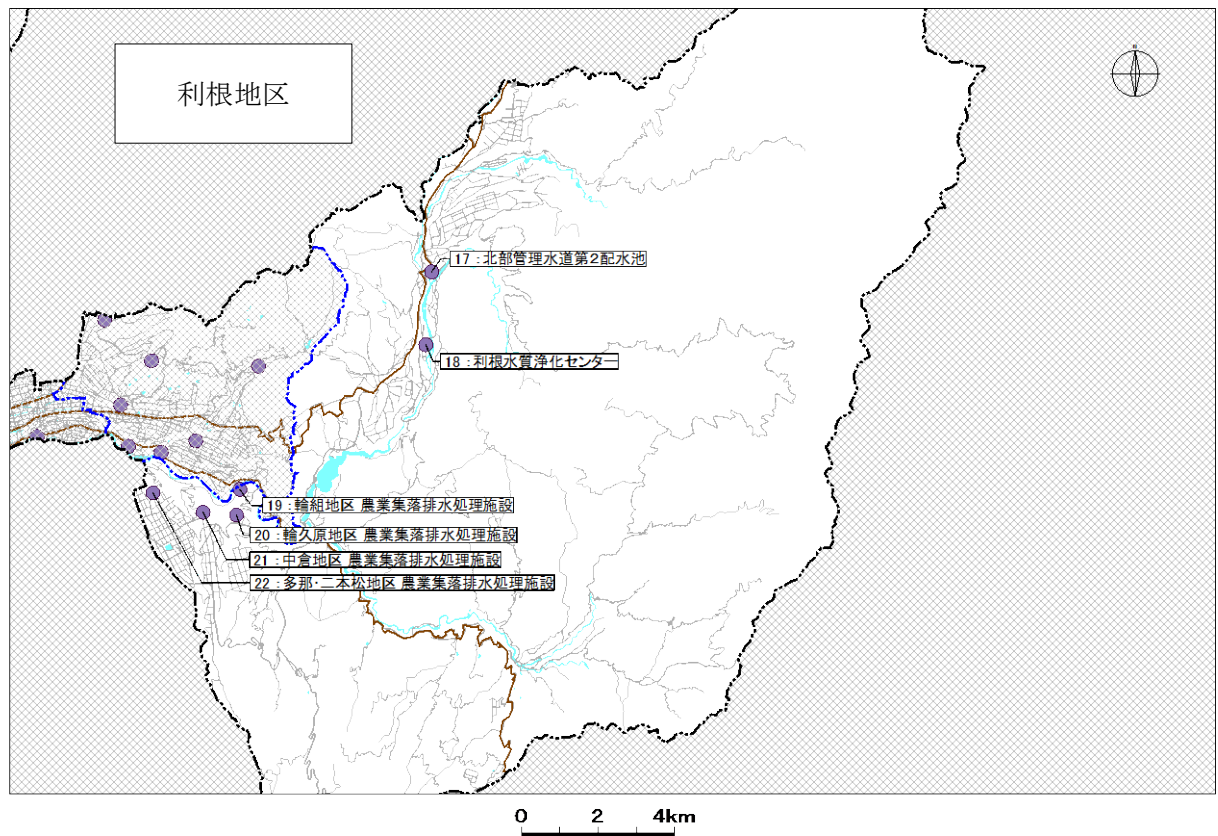 利根地区
N
17：北部管理水道第2配水池
18：利根水質浄化センター
19：輪組地区 農業集落排水処理施設
20：輪久原地区 農業集落排水処理施設
21：中倉地区 農業集落排水処理施設
22：多那・二本松地区 農業集落排水処理施設
0 2 4km